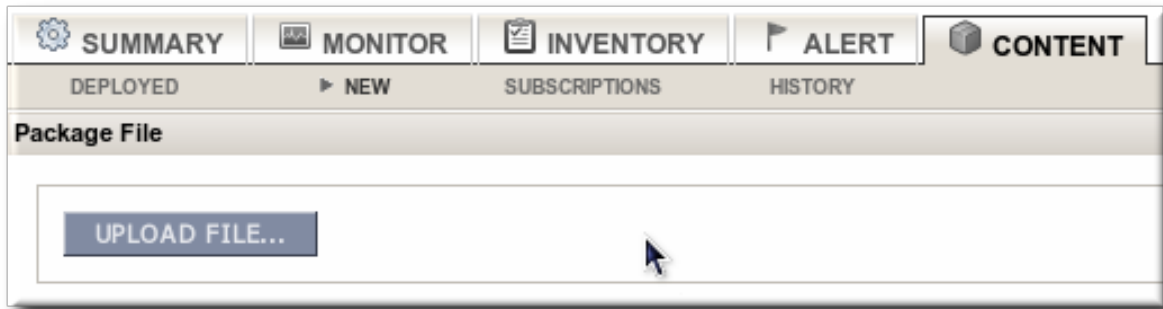 SUMMARY MONITOR INVENTORY ALERT CONTENT
DEPLOYED NEW SUBSCRIPTIONS HISTORY
Package File
UPLOAD FILE...